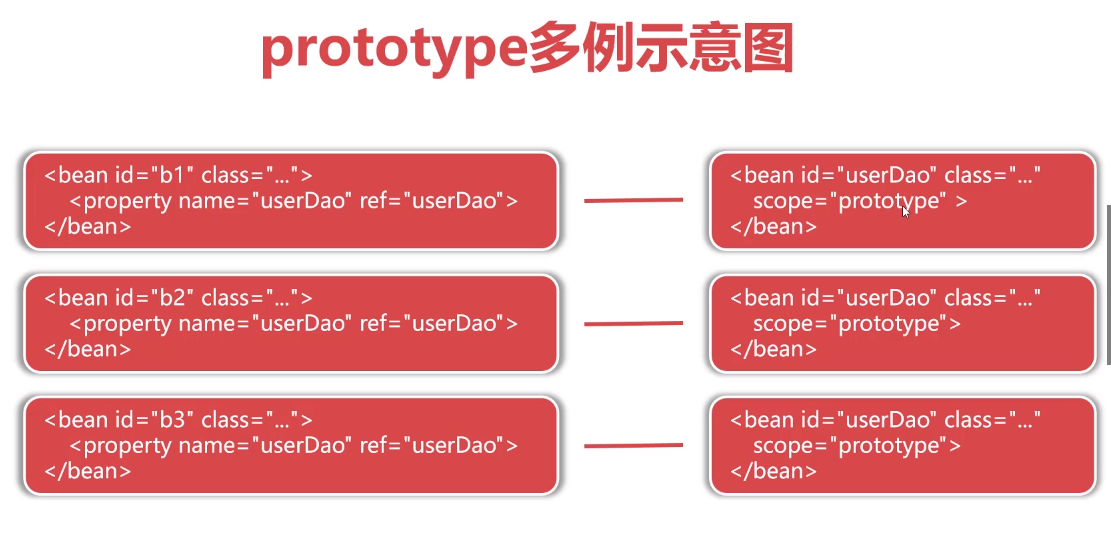 prototype多例示意图
<bean id="b1" class="...">
<property name="userDao" ref="userDao">
</bean>
<bean id="userDao" class="..."
scope="prototype" >
</bean>
<bean id="b2" class="...">
<property name="userDao" ref="userDao">
</bean>
<bean id="userDao" class="..."
scope="prototype">
</bean>
<bean id="b3" class="...">
<property name="userDao" ref="userDao">
</bean>
<bean id="userDao" class="..."
scope="prototype">
</bean>